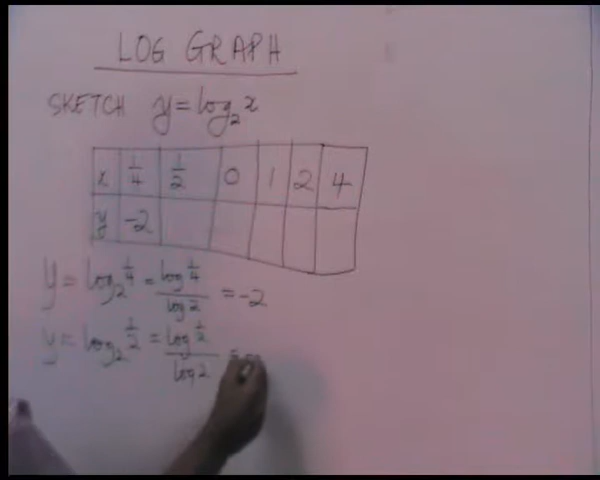 LOG GRAPH
SKETCH y = log₂x
x 1/4 1/2 0 1 2 4
y -2
y = log₂ 1/4 = log 1/4 / log 2 = -2
y = log₂ 1/2 = log 1/2 / log 2 =